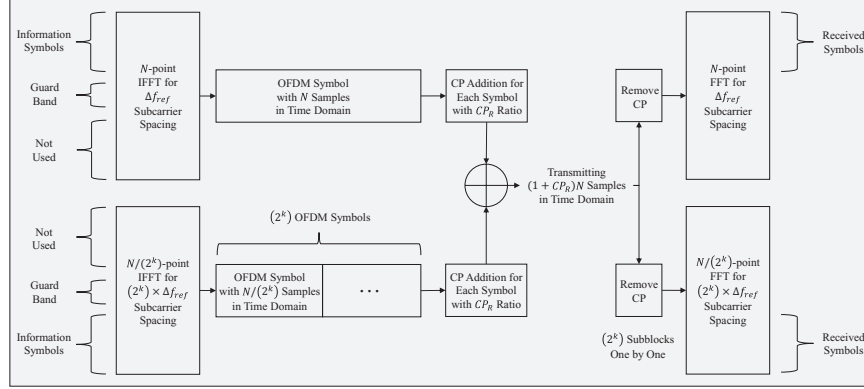 Information
Symbols
Guard
Band
Not
Used
N-point
IFFT for
Δf_ref
Subcarrier
Spacing
OFDM Symbol
with N Samples
in Time Domain
CP Addition for
Each Symbol
with CP_R Ratio
Transmitting
(1 + CP_R)N Samples
in Time Domain
Remove
CP
N-point
FFT for
Δf_ref
Subcarrier
Spacing
Received
Symbols
Not
Used
Guard
Band
Information
Symbols
N/(2^k)-point
IFFT for
(2^k) × Δf_ref
Subcarrier
Spacing
(2^k) OFDM Symbols
OFDM Symbol
with N/(2^k) Samples
in Time Domain
• • •
CP Addition for
Each Symbol
with CP_R Ratio
Remove
CP
(2^k) Subblocks
One by One
N/(2^k)-point
FFT for
(2^k) × Δf_ref
Subcarrier
Spacing
Received
Symbols